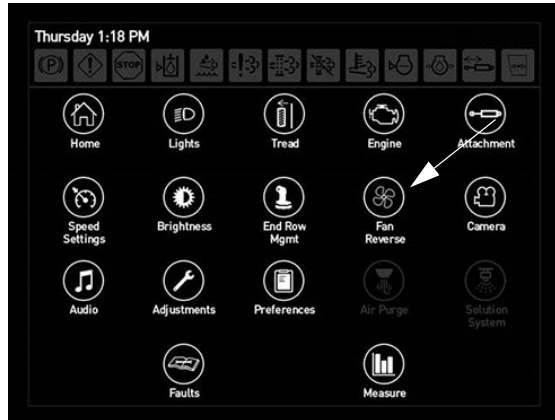 Thursday 1:18 PM
(P) STOP
Home Lights Tread Engine Attachment
Speed Brightness End Row Fan Camera
Settings Mgmt Reverse
Audio Adjustments Preferences Air Purge Solution
System
Faults Measure